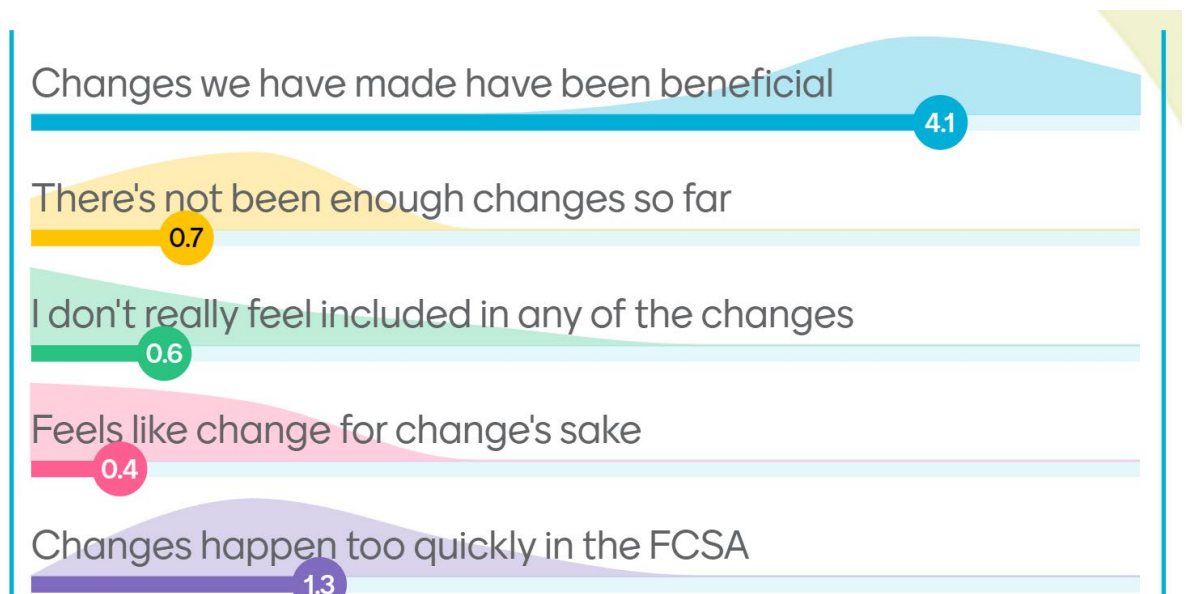 Changes we have made have been beneficial
4.1
There's not been enough changes so far
0.7
I don't really feel included in any of the changes
0.6
Feels like change for change's sake
0.4
Changes happen too quickly in the FCSA
1.3